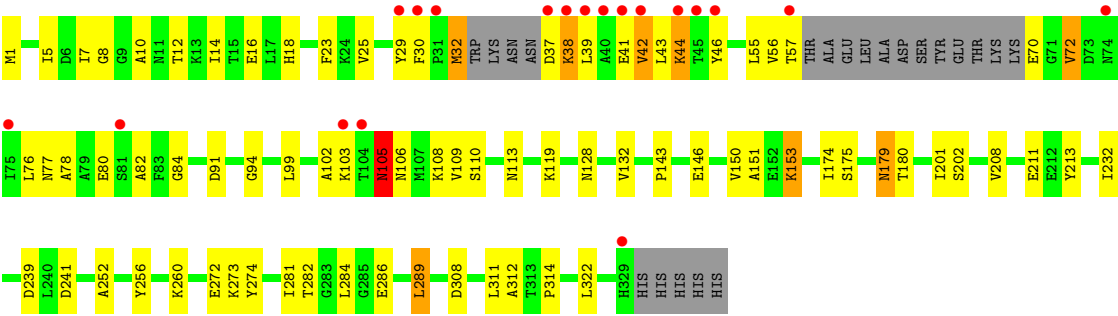 M1 I5 D6 I7 G8 G9 A10 N11 T12 K13 I14 T15 E16 L17 H18 F23 K24 V25 Y29 F30 P31 M32 TRP LYS ASN ASN D37 K38 L39 A40 E41 V42 L43 K44 T45 Y46 L55 V56 T57 THR ALA GLU LEU ALA ASP SER TYR GLU THR LYS LYS E70 G71 V72 D73 N74
I75 L76 N77 A78 A79 E80 S81 A82 F83 G84 D91 G94 L99 A102 K103 T104 N105 N106 M107 K108 V109 S110 N113 K119 N128 V132 P143 E146 V150 A151 E152 K153 I174 S175 N179 T180 I201 S202 V208 E211 E212 Y213 I232
D239 L240 D241 A252 Y256 K260 E272 K273 Y274 I281 T282 G283 L284 G285 E286 L289 D308 L311 A312 T313 P314 L322 H329 HIS HIS HIS HIS HIS